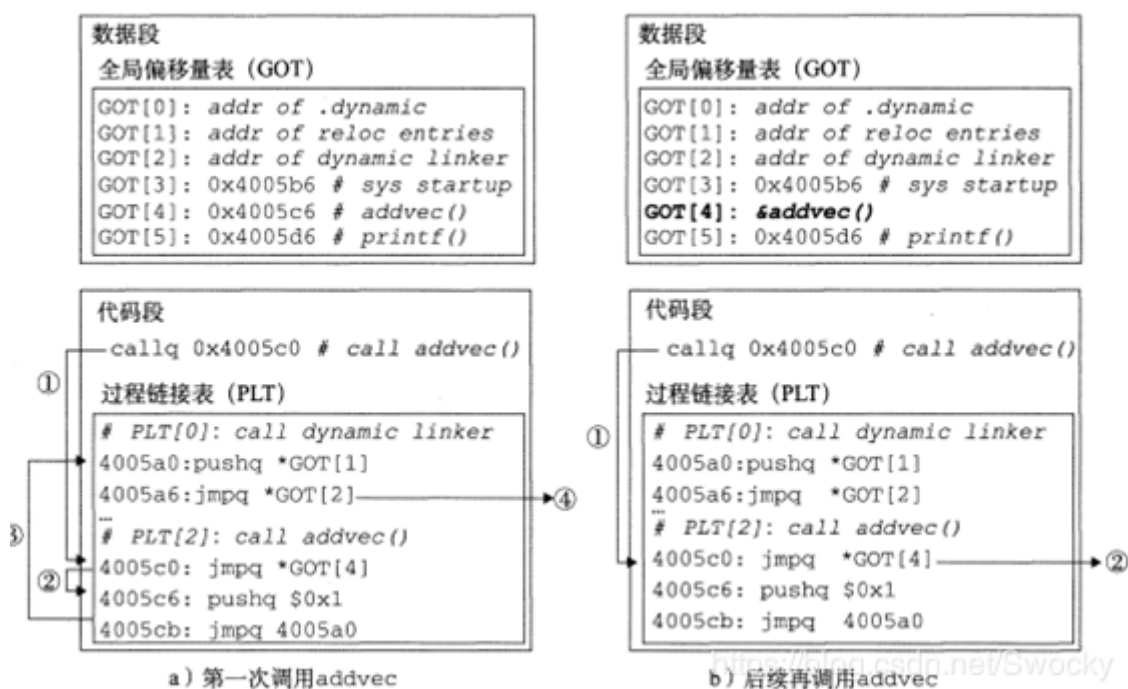 数据段
全局偏移量表（GOT）
GOT[0]: addr of .dynamic
GOT[1]: addr of reloc entries
GOT[2]: addr of dynamic linker
GOT[3]: 0x4005b6 # sys startup
GOT[4]: 0x4005c6 # addvec()
GOT[5]: 0x4005d6 # printf()
代码段
callq 0x4005c0 # call addvec()
①
过程链接表（PLT）
# PLT[0]: call dynamic linker
4005a0:pushq *GOT[1]
4005a6:jmpq *GOT[2]
④
…
# PLT[2]: call addvec()
③
4005c0: jmpq *GOT[4]
②
4005c6: pushq $0x1
4005cb: jmpq 4005a0
a）第一次调用addvec
数据段
全局偏移量表（GOT）
GOT[0]: addr of .dynamic
GOT[1]: addr of reloc entries
GOT[2]: addr of dynamic linker
GOT[3]: 0x4005b6 # sys startup
GOT[4]: &addvec()
GOT[5]: 0x4005d6 # printf()
代码段
callq 0x4005c0 # call addvec()
过程链接表（PLT）
①
# PLT[0]: call dynamic linker
4005a0:pushq *GOT[1]
4005a6:jmpq *GOT[2]
…
# PLT[2]: call addvec()
4005c0: jmpq *GOT[4]
②
4005c6: pushq $0x1
4005cb: jmpq 4005a0
b）后续再调用addvec
https://blog.csdn.net/Swocky